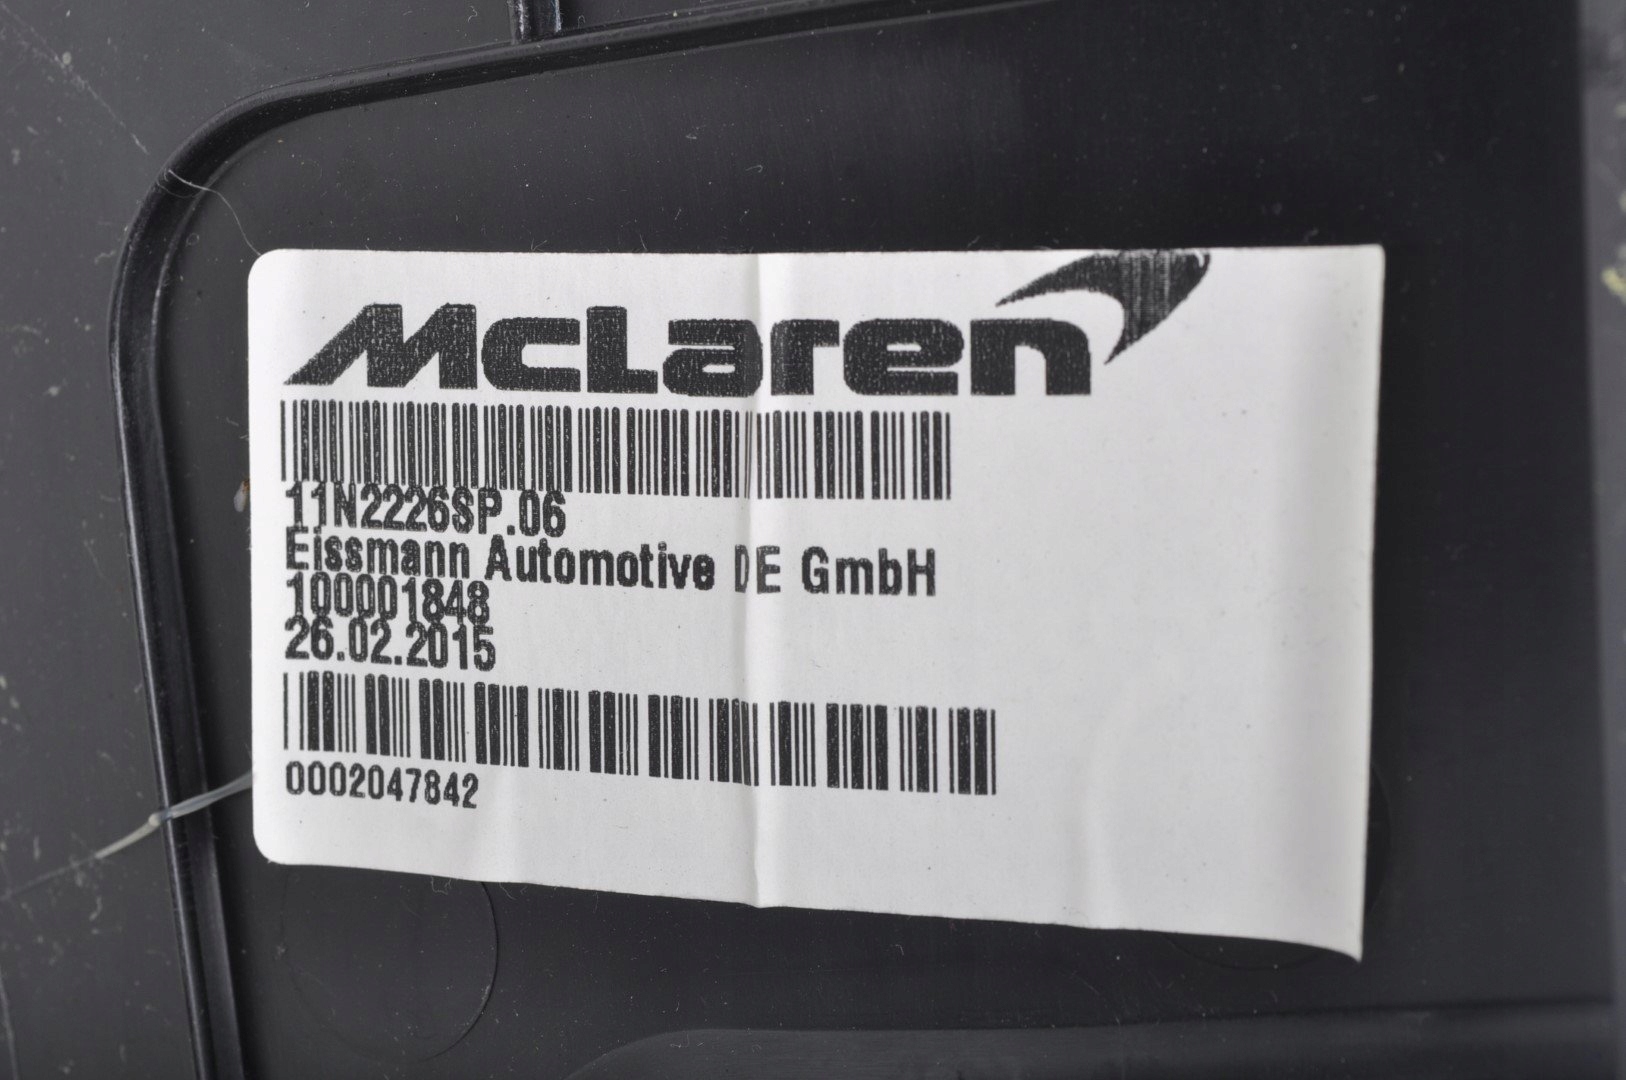 McLaren
11N2226SP.06
Eissmann Automotive DE GmbH
100001848
26.02.2015
0002047842